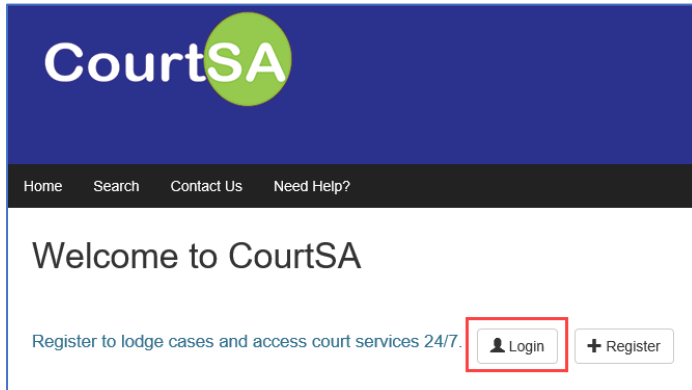 CourtSA
Home Search Contact Us Need Help?
Welcome to CourtSA
Register to lodge cases and access court services 24/7. Login Register